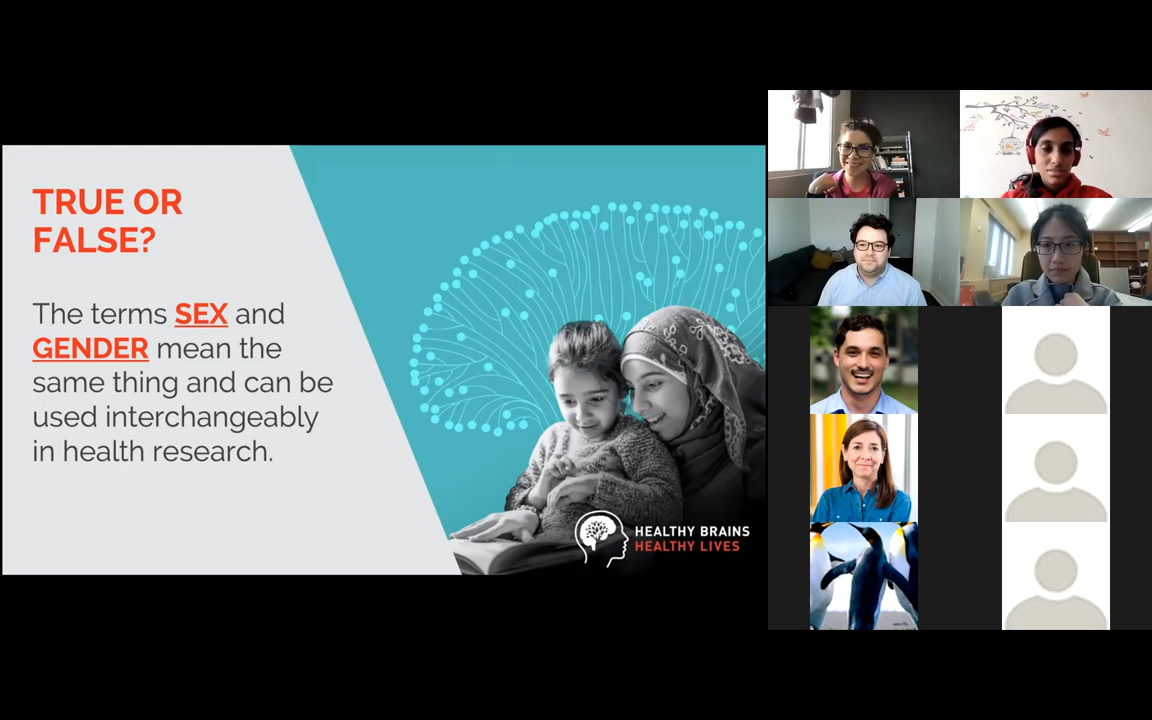 TRUE OR
FALSE?
The terms SEX and
GENDER mean the
same thing and can be
used interchangeably
in health research.
HEALTHY BRAINS
HEALTHY LIVES